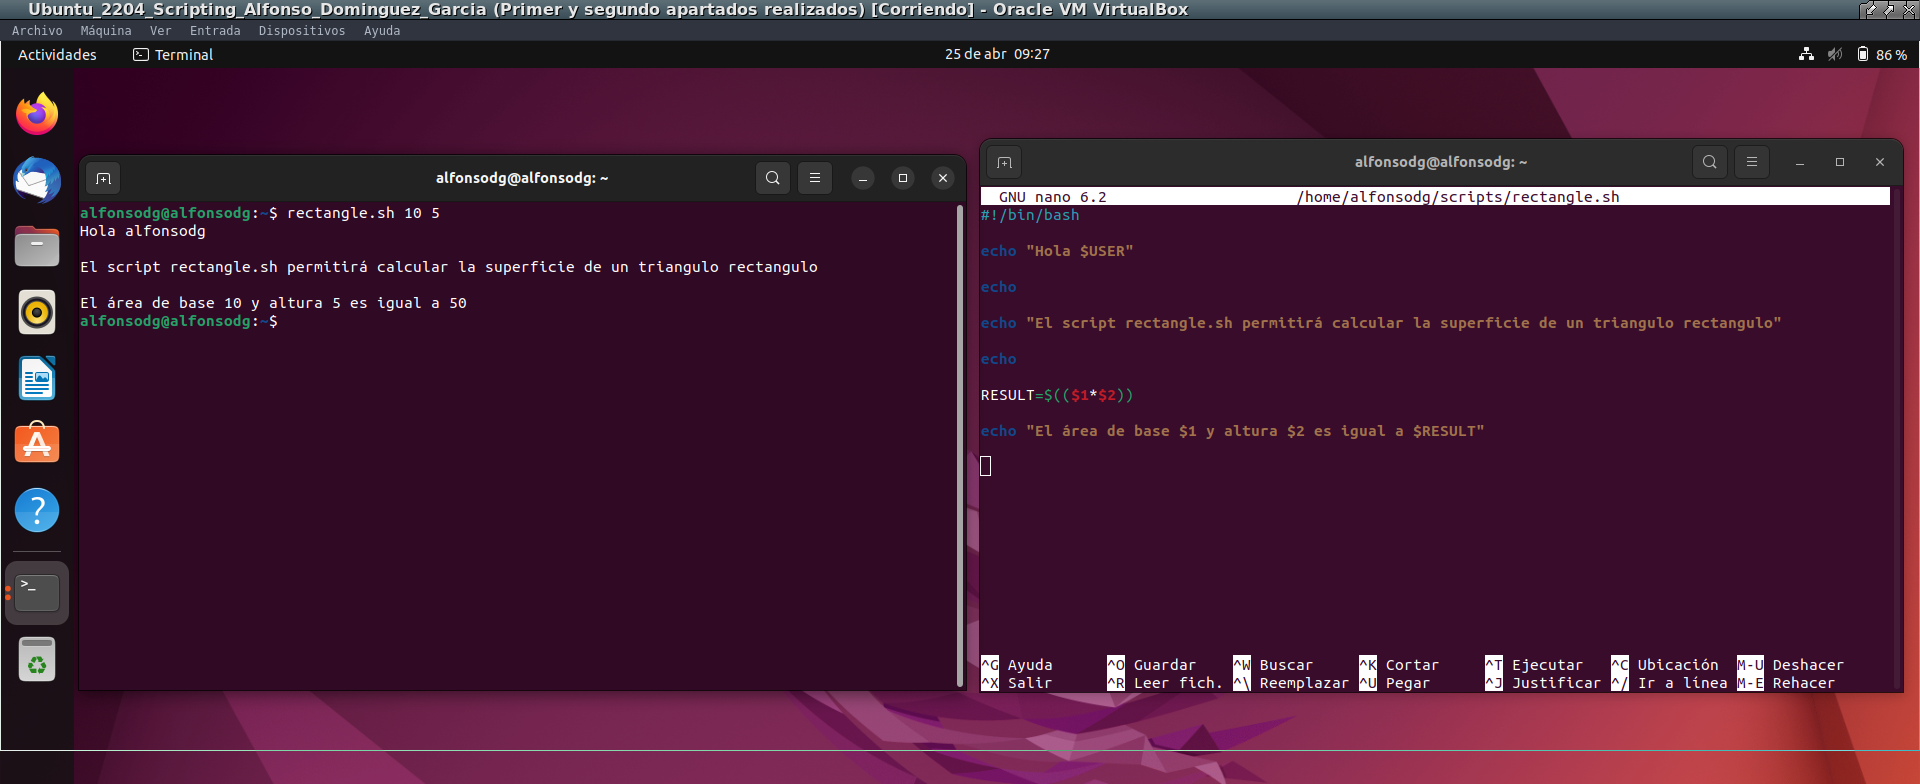 Ubuntu_2204_Scripting_Alfonso_Dominguez_Garcia (Primer y segundo apartados realizados) [Corriendo] - Oracle VM VirtualBox
Archivo Máquina Ver Entrada Dispositivos Ayuda
Actividades Terminal 25 de abr 09:27 86 %
alfonsodg@alfonsodg: ~
alfonsodg@alfonsodg:~$ rectangle.sh 10 5
Hola alfonsodg
El script rectangle.sh permitirá calcular la superficie de un triangulo rectangulo
El área de base 10 y altura 5 es igual a 50
alfonsodg@alfonsodg:~$
alfonsodg@alfonsodg: ~
GNU nano 6.2 /home/alfonsodg/scripts/rectangle.sh
#!/bin/bash
echo "Hola $USER"
echo
echo "El script rectangle.sh permitirá calcular la superficie de un triangulo rectangulo"
echo
RESULT=$(($1*$2))
echo "El área de base $1 y altura $2 es igual a $RESULT"
^G Ayuda ^O Guardar ^W Buscar ^K Cortar ^T Ejecutar ^C Ubicación M-U Deshacer
^X Salir ^R Leer fich. ^\ Reemplazar ^U Pegar ^J Justificar ^/ Ir a línea M-E Rehacer